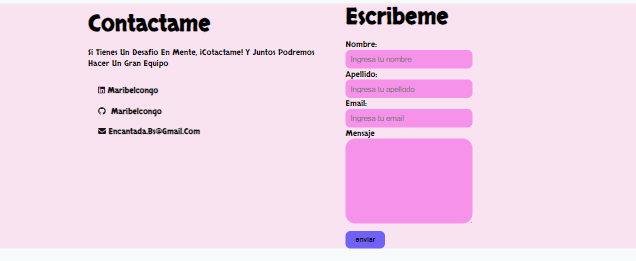 Contactame
Si Tienes Un Desafio En Mente, ¡Cotactame! Y Juntos Podremos
Hacer Un Gran Equipo
Maribelcongo
Maribelcongo
Encantada.Bs@Gmail.Com
Escribeme
Nombre:
Ingresa tu nombre
Apellido:
Ingresa tu apellodo
Email:
Ingresa tu email
Mensaje
enviar